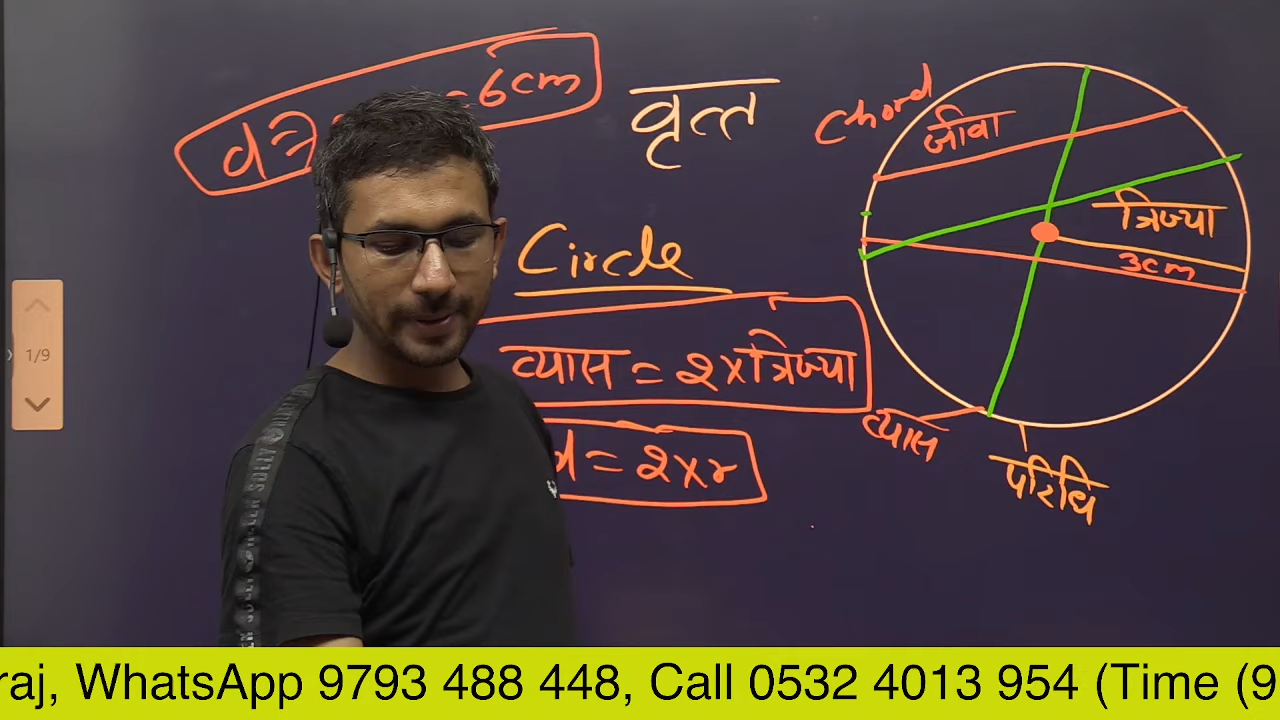 = 6cm
वृत्त
Chord
जीवा
त्रिज्या
3cm
Circle
1/9
व्यास = 2 x त्रिज्या
d = 2 x r
व्यास
परिधि
raj, WhatsApp 9793 488 448, Call 0532 4013 954 (Time (9